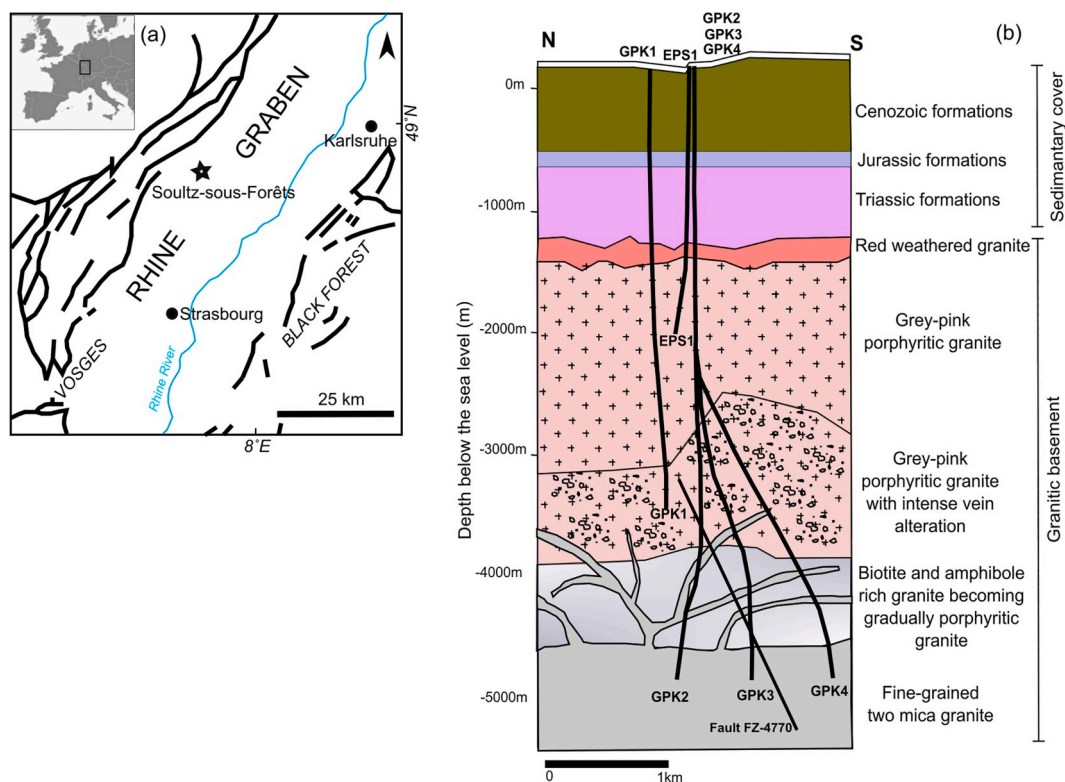 (a)
GRABEN
RHINE
49°N
Karlsruhe
Soultz-sous-Forêts
Strasbourg
BLACK FOREST
VOSGES
Rhine River
25 km
8°E
(b)
N
S
GPK1
EPS1
GPK2
GPK3
GPK4
Depth below the sea level (m)
0m
-1000m
-2000m
-3000m
-4000m
-5000m
EPS1
GPK1
GPK2
GPK3
GPK4
Fault FZ-4770
0
1km
Cenozoic formations
Jurassic formations
Triassic formations
Red weathered granite
Grey-pink
porphyritic granite
Grey-pink
porphyritic granite
with intense vein
alteration
Biotite and amphibole
rich granite becoming
gradually porphyritic
granite
Fine-grained
two mica granite
Sedimantary cover
Granitic basement